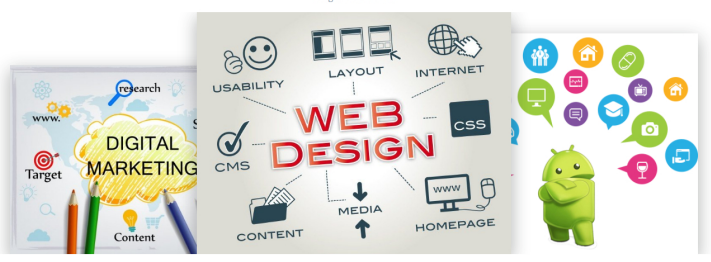 research
www.
DIGITAL
MARKETING
Target
Content
USABILITY
LAYOUT
INTERNET
WEB
DESIGN
CSS
CMS
www
MEDIA
CONTENT
HOMEPAGE